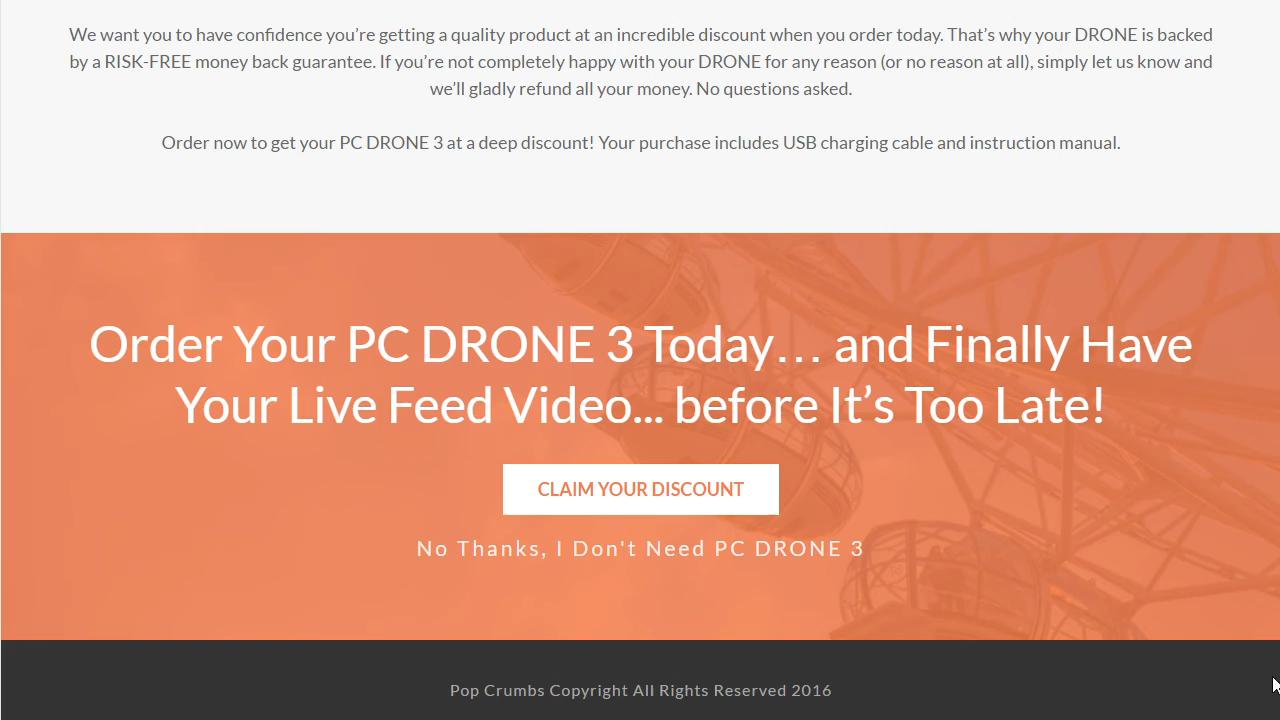 We want you to have confidence you’re getting a quality product at an incredible discount when you order today. That’s why your DRONE is backed
by a RISK-FREE money back guarantee. If you’re not completely happy with your DRONE for any reason (or no reason at all), simply let us know and
we’ll gladly refund all your money. No questions asked.
Order now to get your PC DRONE 3 at a deep discount! Your purchase includes USB charging cable and instruction manual.
Order Your PC DRONE 3 Today… and Finally Have
Your Live Feed Video... before It’s Too Late!
CLAIM YOUR DISCOUNT
No Thanks, I Don't Need PC DRONE 3
Pop Crumbs Copyright All Rights Reserved 2016